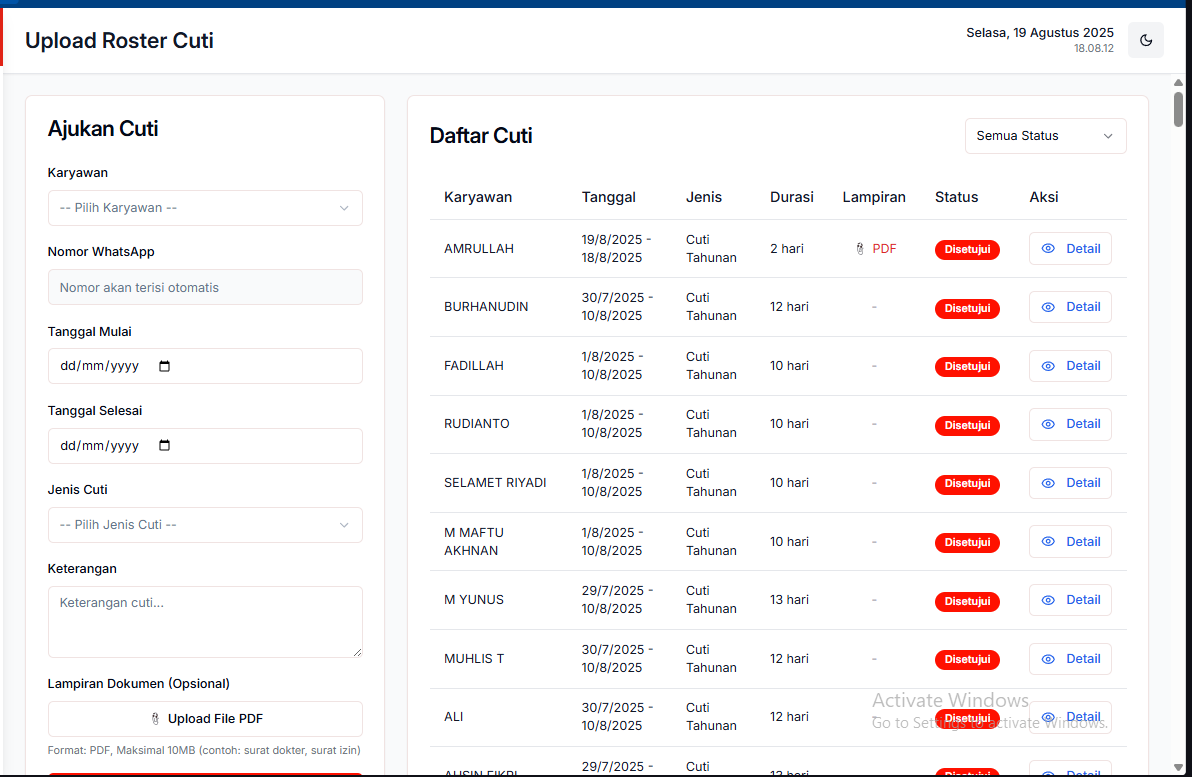 Upload Roster Cuti
Selasa, 19 Agustus 2025
18.08.12
Ajukan Cuti
Karyawan
-- Pilih Karyawan --
Nomor WhatsApp
Nomor akan terisi otomatis
Tanggal Mulai
dd/mm/yyyy
Tanggal Selesai
dd/mm/yyyy
Jenis Cuti
-- Pilih Jenis Cuti --
Keterangan
Keterangan cuti...
Lampiran Dokumen (Opsional)
Upload File PDF
Format: PDF, Maksimal 10MB (contoh: surat dokter, surat izin)
Daftar Cuti
Semua Status
Karyawan Tanggal Jenis Durasi Lampiran Status Aksi
AMRULLAH 19/8/2025 - Cuti 2 hari PDF Disetujui Detail
18/8/2025 Tahunan
BURHANUDIN 30/7/2025 - Cuti 12 hari - Disetujui Detail
10/8/2025 Tahunan
FADILLAH 1/8/2025 - Cuti 10 hari - Disetujui Detail
10/8/2025 Tahunan
RUDIANTO 1/8/2025 - Cuti 10 hari - Disetujui Detail
10/8/2025 Tahunan
SELAMET RIYADI 1/8/2025 - Cuti 10 hari - Disetujui Detail
10/8/2025 Tahunan
M MAFTU 1/8/2025 - Cuti 10 hari - Disetujui Detail
AKHNAN 10/8/2025 Tahunan
M YUNUS 29/7/2025 - Cuti 13 hari - Disetujui Detail
10/8/2025 Tahunan
MUHLIS T 30/7/2025 - Cuti 12 hari - Disetujui Detail
10/8/2025 Tahunan
ALI 30/7/2025 - Cuti 12 hari - Disetujui Detail
10/8/2025 Tahunan
29/7/2025 - Cuti 13 hari Disetujui Detail
Activate Windows
Go to Settings to activate Windows.